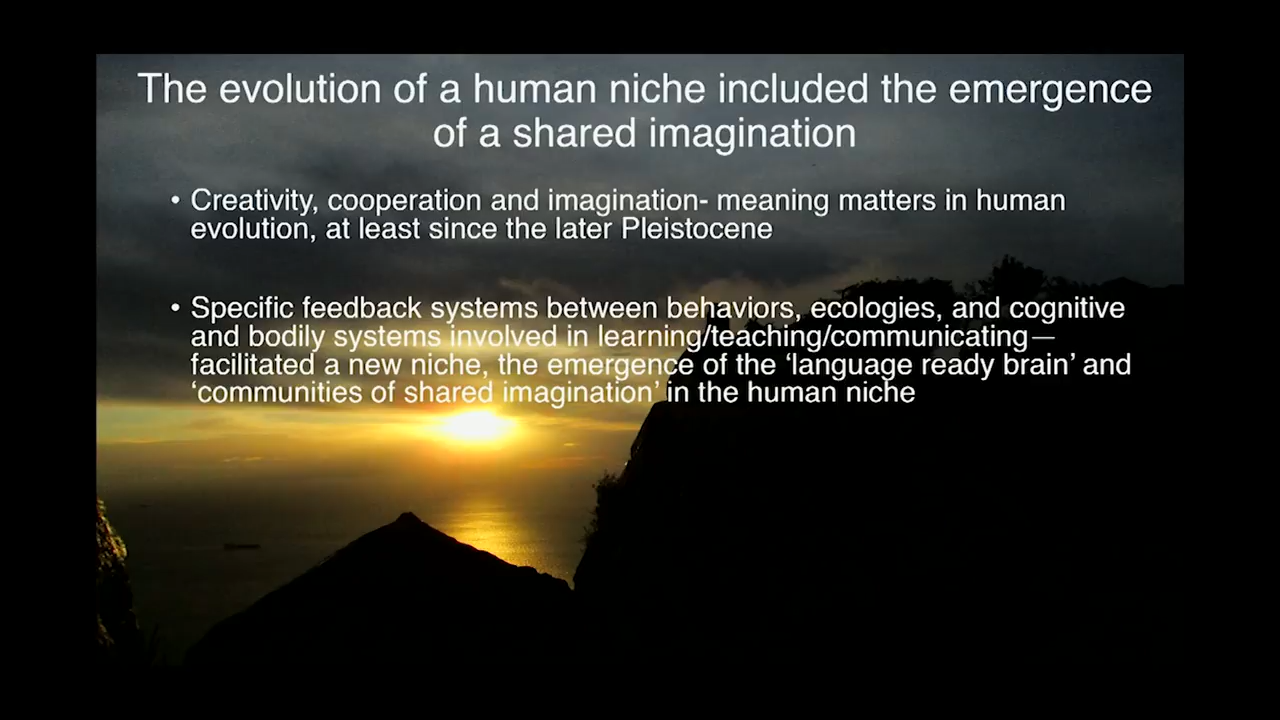 The evolution of a human niche included the emergence
of a shared imagination
• Creativity, cooperation and imagination- meaning matters in human
evolution, at least since the later Pleistocene
• Specific feedback systems between behaviors, ecologies, and cognitive
and bodily systems involved in learning/teaching/communicating—
facilitated a new niche, the emergence of the ‘language ready brain’ and
‘communities of shared imagination’ in the human niche